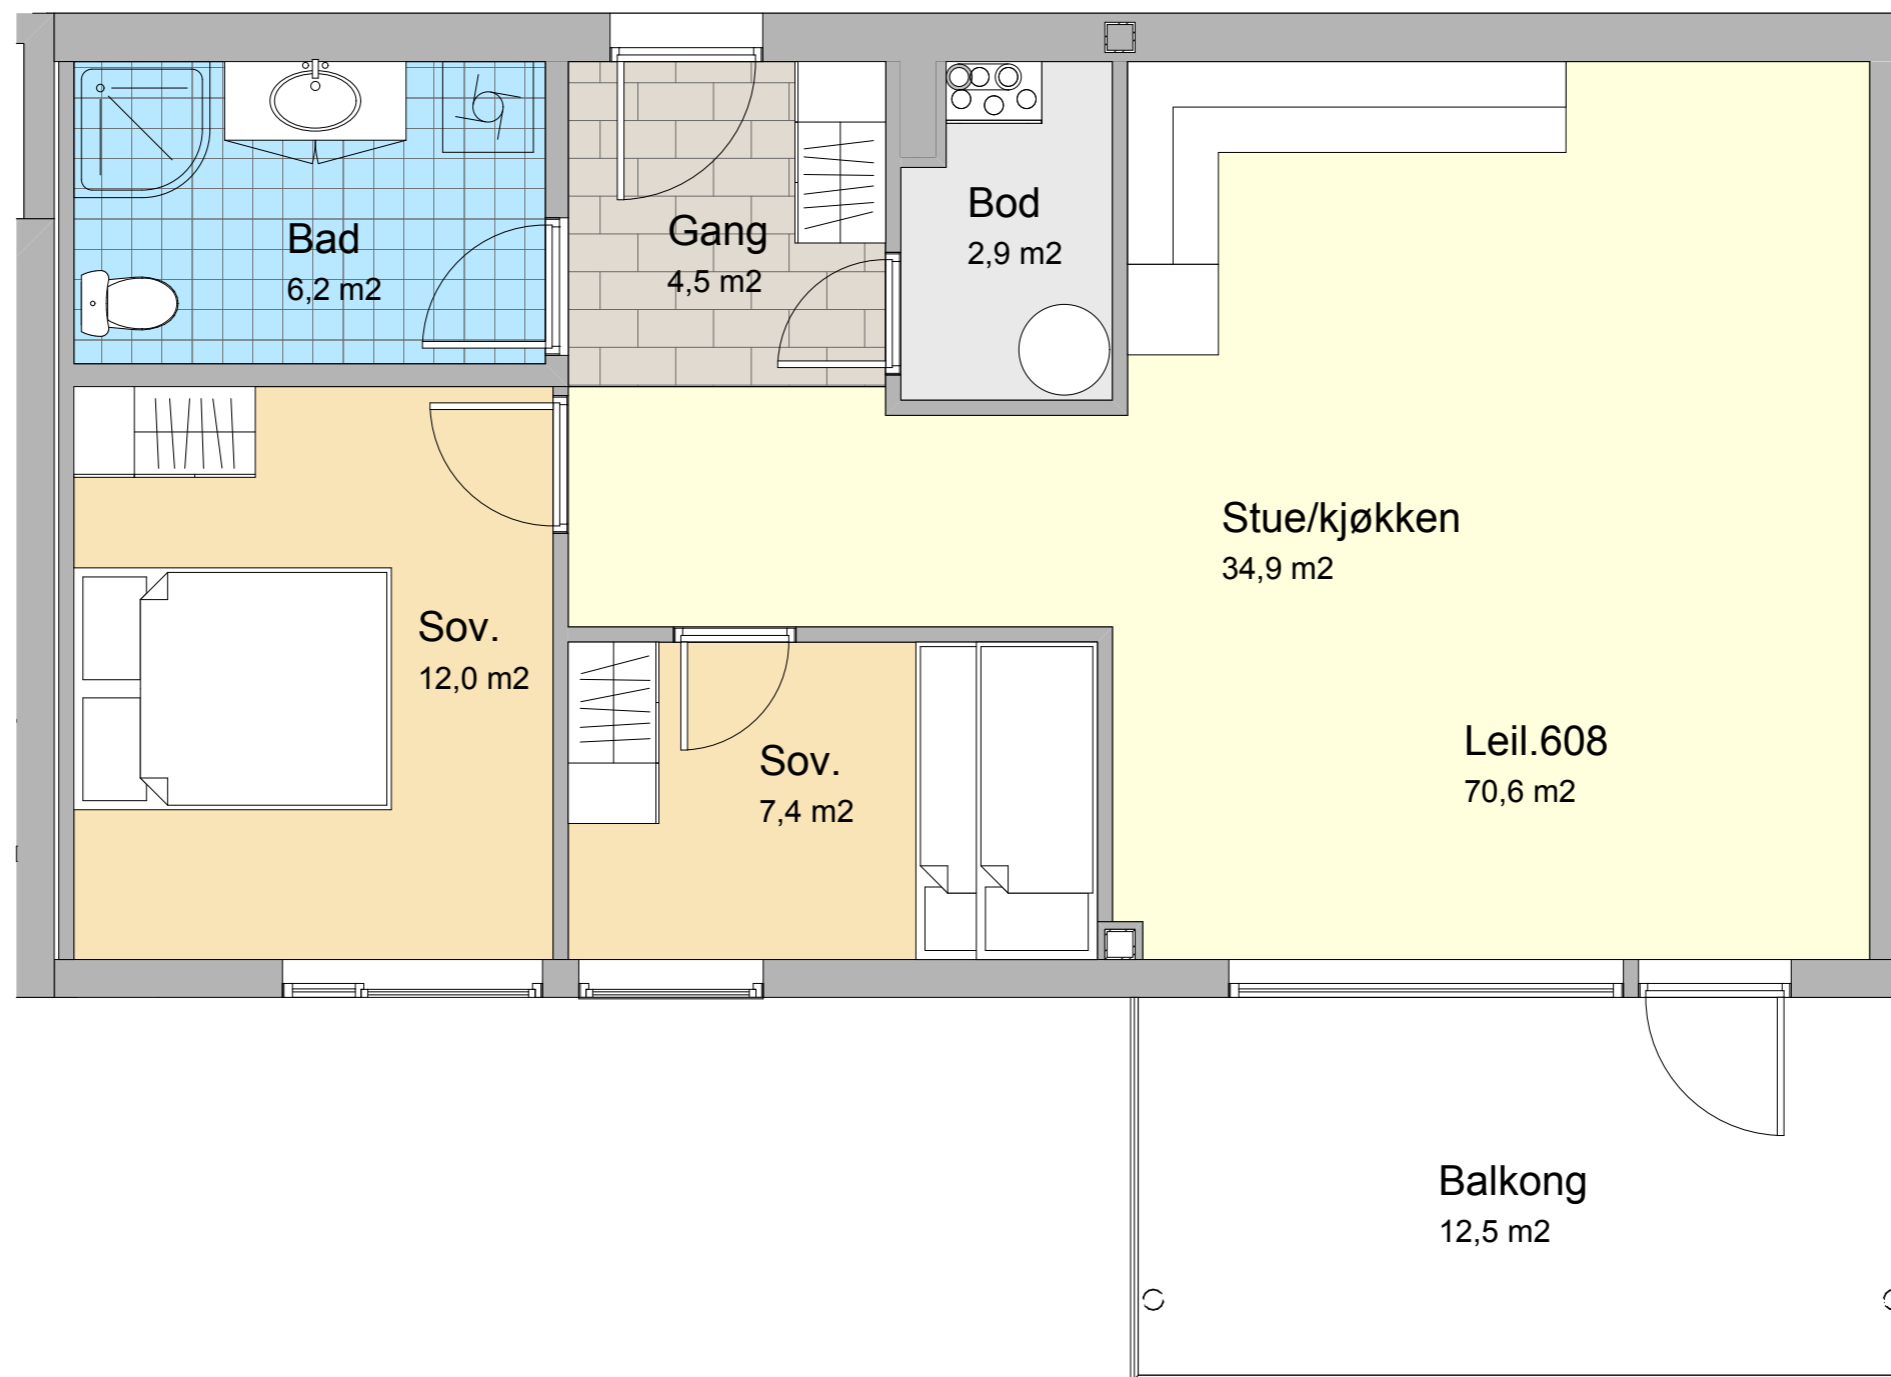 Bad
6,2 m2
Gang
4,5 m2
Bod
2,9 m2
Stue/kjøkken
34,9 m2
Sov.
12,0 m2
Sov.
7,4 m2
Leil.608
70,6 m2
Balkong
12,5 m2